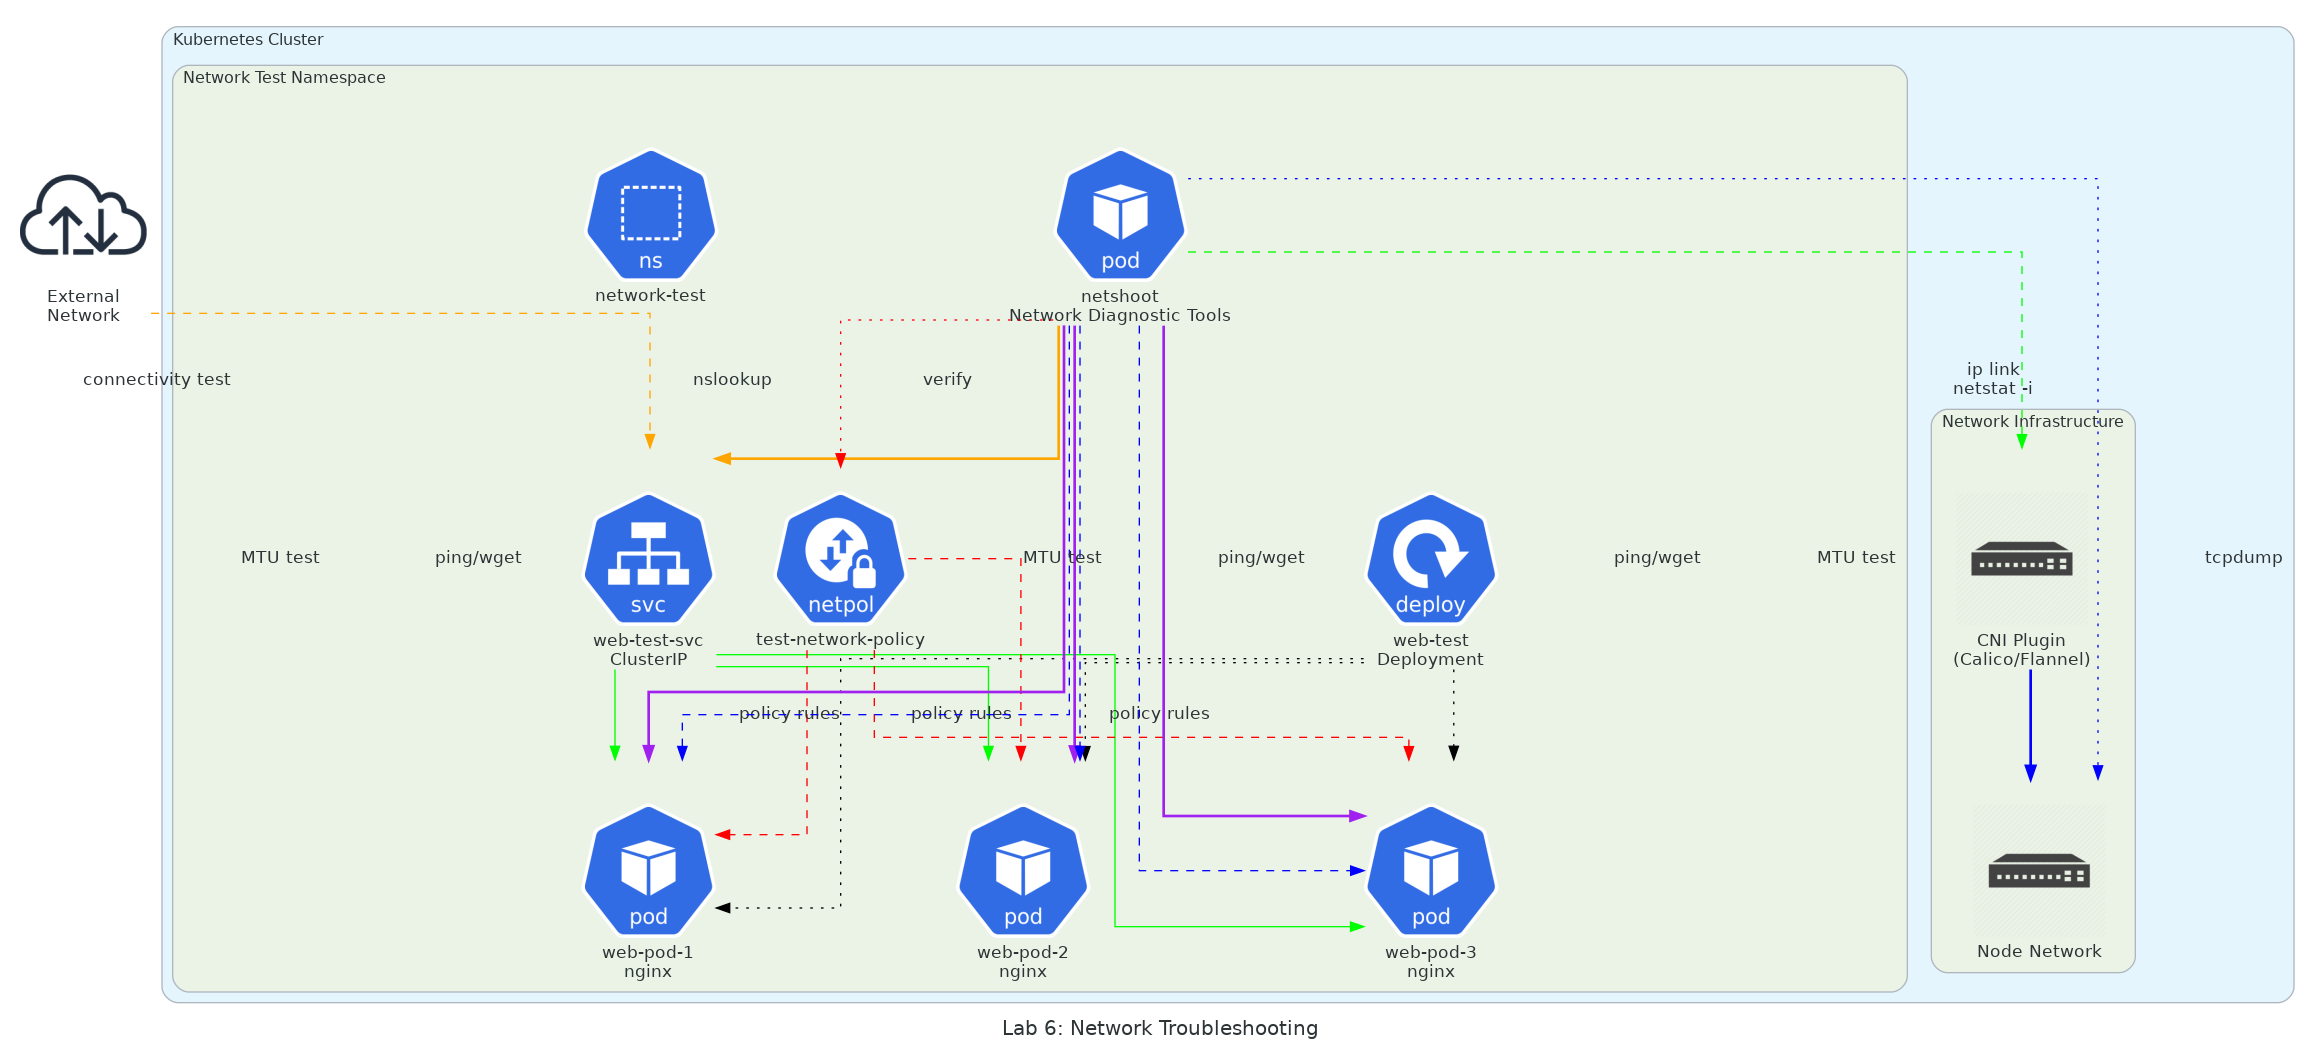 Kubernetes Cluster
Network Test Namespace
ns
network-test
pod
netshoot
Network Diagnostic Tools
External
Network
connectivity test
nslookup
verify
ip link
netstat -i
Network Infrastructure
MTU test
ping/wget
MTU test
ping/wget
ping/wget
MTU test
tcpdump
svc
web-test-svc
ClusterIP
netpol
test-network-policy
deploy
web-test
Deployment
CNI Plugin
(Calico/Flannel)
policy rules
policy rules
policy rules
pod
web-pod-1
nginx
pod
web-pod-2
nginx
pod
web-pod-3
nginx
Node Network
Lab 6: Network Troubleshooting